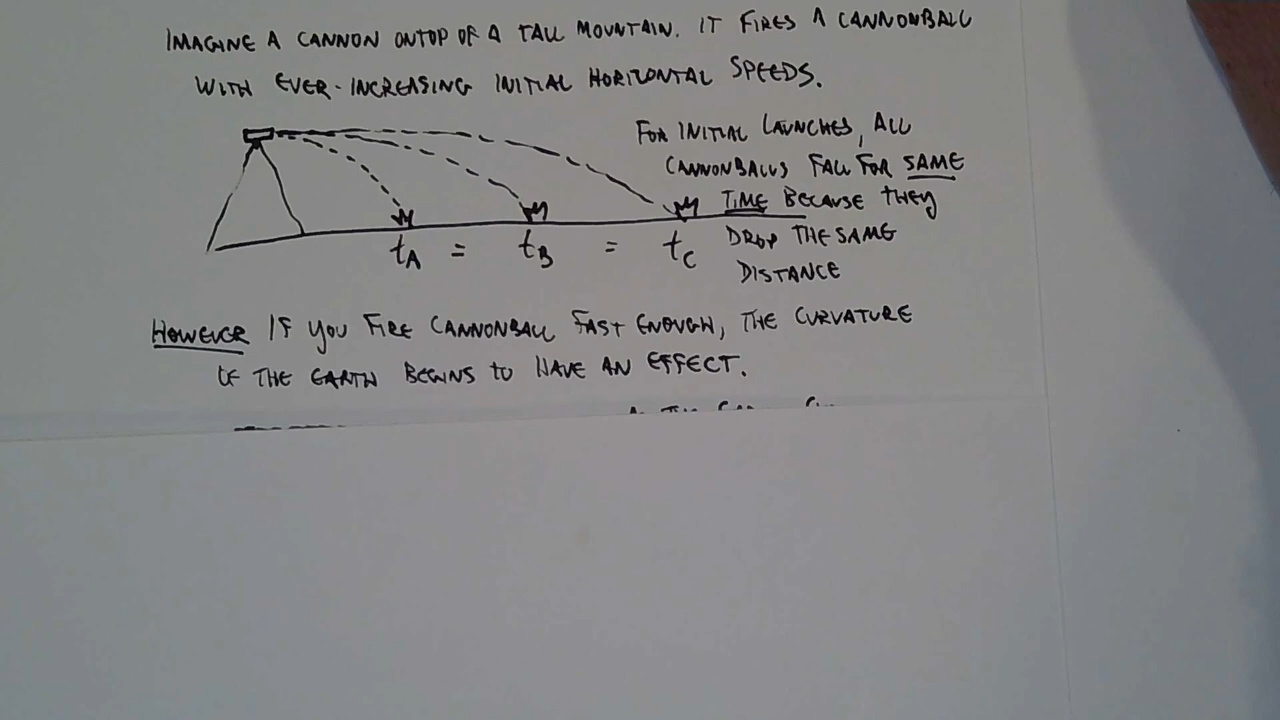 IMAGINE A CANNON ONTOP OF A TALL MOUNTAIN. IT FIRES A CANNONBALL
WITH EVER-INCREASING INITIAL HORIZONTAL SPEEDS.
FOR INITIAL LAUNCHES, ALL
CANNONBALLS FALL FOR SAME
TIME BECAUSE THEY
DROP THE SAME
DISTANCE
tA = tB = tC
HOWEVER IF YOU FIRE CANNONBALL FAST ENOUGH, THE CURVATURE
OF THE EARTH BEGINS TO HAVE AN EFFECT.